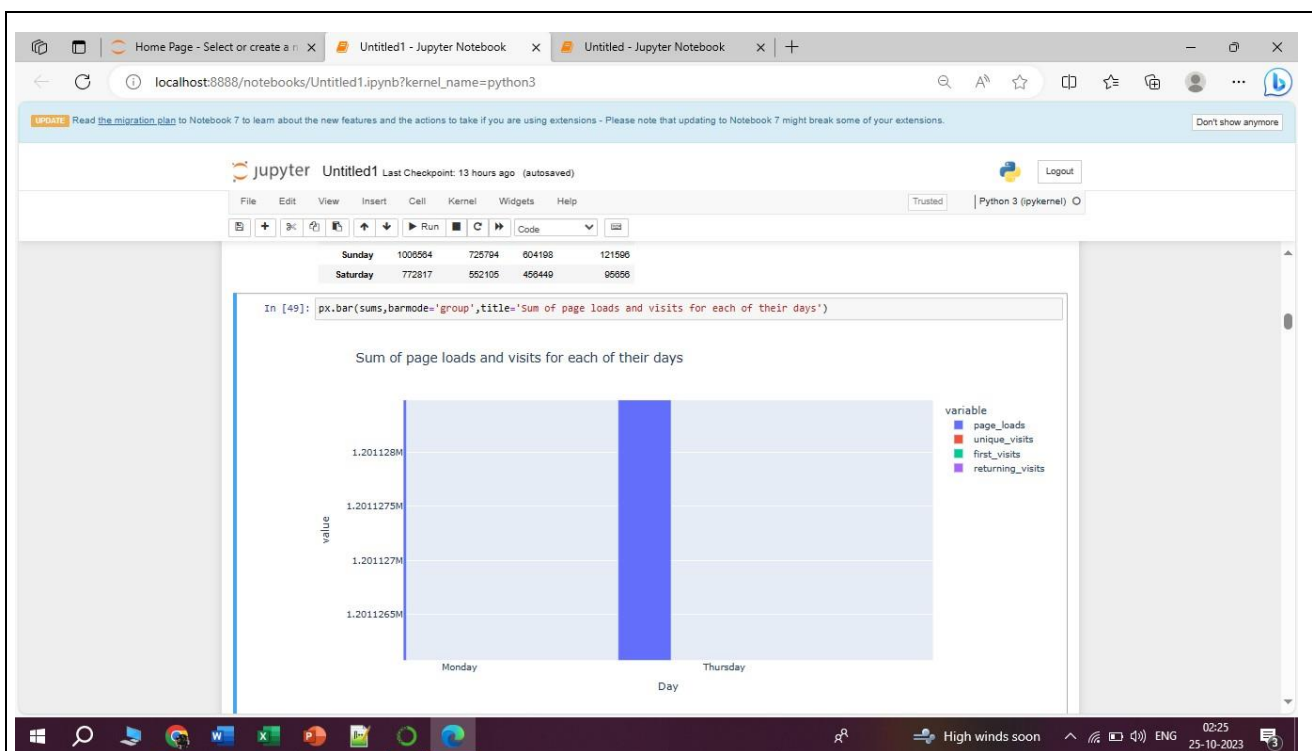 Home Page - Select or create a n
Untitled1 - Jupyter Notebook
Untitled - Jupyter Notebook
localhost:8888/notebooks/Untitled1.ipynb?kernel_name=python3
UPDATE Read the migration plan to Notebook 7 to learn about the new features and the actions to take if you are using extensions - Please note that updating to Notebook 7 might break some of your extensions.
Don't show anymore
jupyter Untitled1 Last Checkpoint: 13 hours ago (autosaved)
Logout
File Edit View Insert Cell Kernel Widgets Help
Trusted
Python 3 (ipykernel)
Run
Code
Sunday 1006564 725794 604198 121596
Saturday 772817 552105 456449 95656
In [49]: px.bar(sums,barmode='group',title='Sum of page loads and visits for each of their days')
Sum of page loads and visits for each of their days
variable
page_loads
unique_visits
first_visits
returning_visits
1.201128M
1.2011275M
1.201127M
1.2011265M
value
Monday Thursday
Day
High winds soon
ENG
02:25
25-10-2023
3